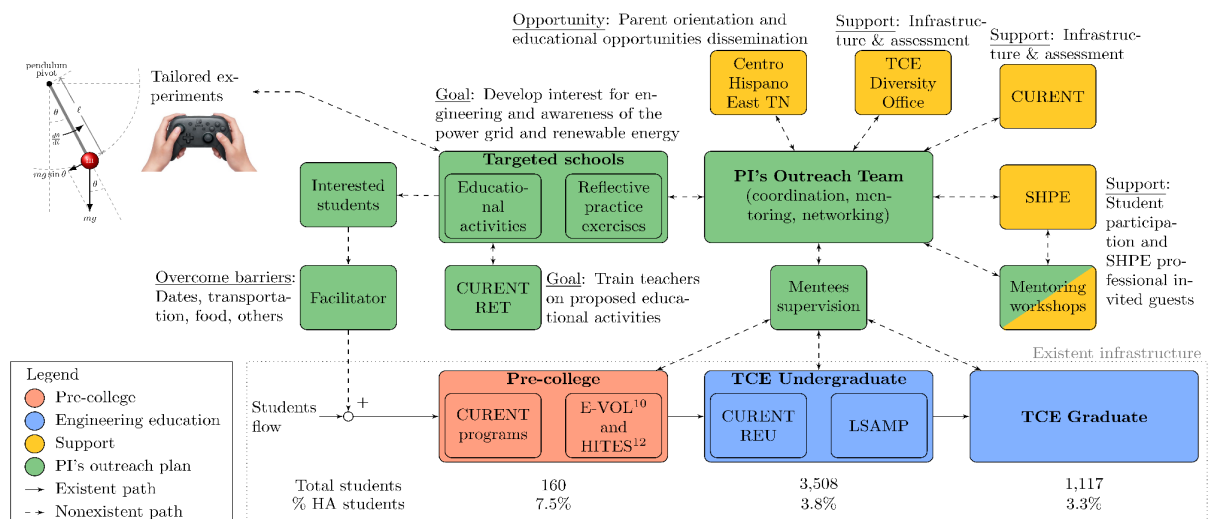 pendulum
pivot
ℓ
θ
m
mg sin θ
θ
mg
Tailored ex-
periments
Opportunity: Parent orientation and
educational opportunities dissemination
Support: Infrastruc-
ture & assessment
Support: Infrastruc-
ture & assessment
Centro
Hispano
East TN
TCE
Diversity
Office
CURENT
Goal: Develop interest for en-
gineering and awareness of the
power grid and renewable energy
Interested
students
Targeted schools
Educatio-
nal
activities
Reflective
practice
exercises
PI's Outreach Team
(coordination, men-
toring, networking)
SHPE
Support:
Student
participa-
tion and
SHPE pro-
fessional in-
vited guests
Overcome barriers:
Dates, transporta-
tion, food, others
Facilitator
CURENT
RET
Goal: Train teachers
on proposed educa-
tional activities
Mentees
supervision
Mentoring
workshops
Existent infrastructure
Legend
Pre-college
Engineering education
Support
PI's outreach plan
Existent path
Nonexistent path
Students
flow
+
Pre-college
CURENT
programs
E-VOL10
and
HITES12
TCE Undergraduate
CURENT
REU
LSAMP
TCE Graduate
Total students 160 3,508 1,117
% HA students 7.5% 3.8% 3.3%